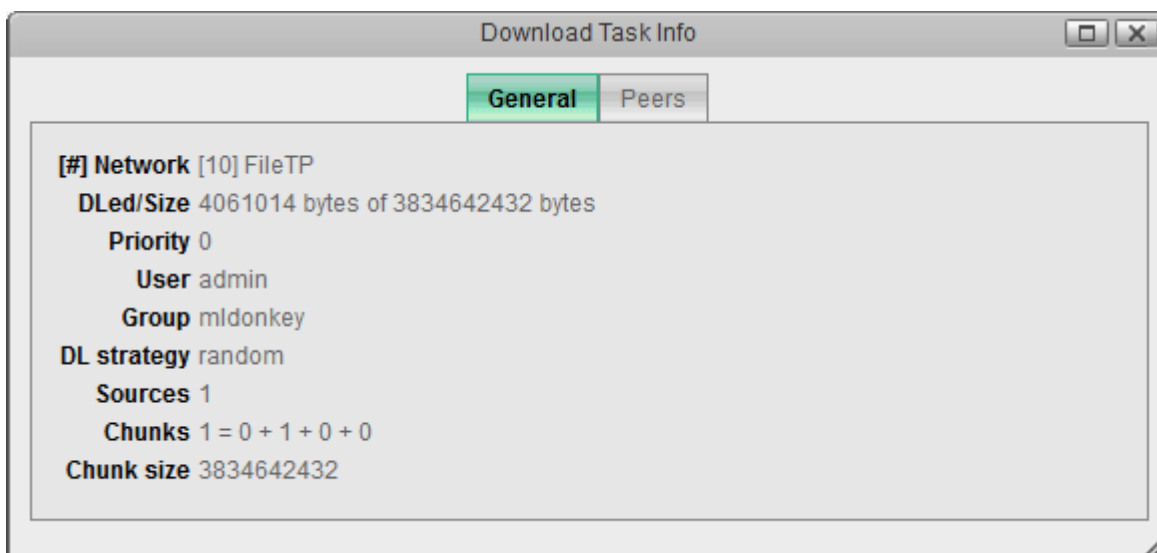 Download Task Info
General Peers
[#] Network [10] FileTP
DLed/Size 4061014 bytes of 3834642432 bytes
Priority 0
User admin
Group mldonkey
DL strategy random
Sources 1
Chunks 1 = 0 + 1 + 0 + 0
Chunk size 3834642432